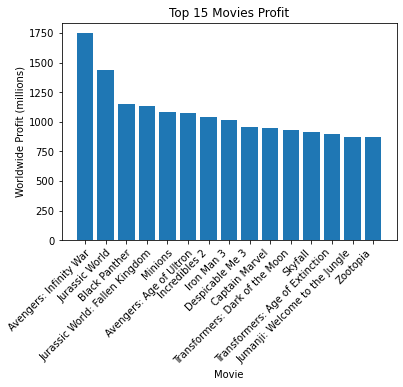 Top 15 Movies Profit
Worldwide Profit (millions)
1750
1500
1250
1000
750
500
250
0
Avengers: Infinity War
Jurassic World
Black Panther
Jurassic World: Fallen Kingdom
Minions
Avengers: Age of Ultron
Incredibles 2
Iron Man 3
Despicable Me 3
Captain Marvel
Transformers: Dark of the Moon
Skyfall
Transformers: Age of Extinction
Jumanji: Welcome to the Jungle
Zootopia
Movie